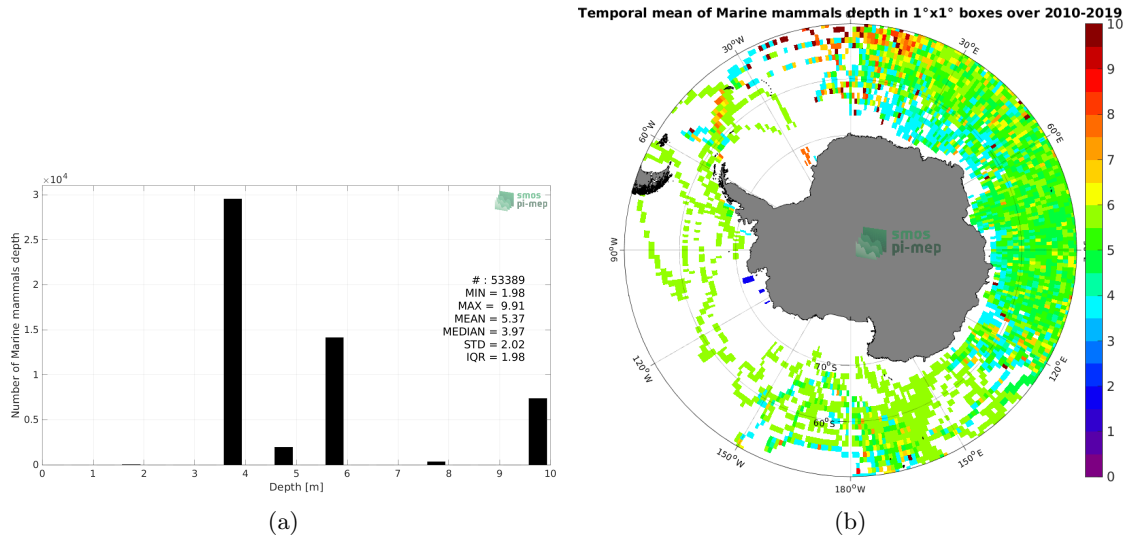 ×10⁴
3
2.5
2
1.5
1
0.5
0
Number of Marine mammals depth
smos
pi-mep
# : 53389
MIN = 1.98
MAX = 9.91
MEAN = 5.37
MEDIAN = 3.97
STD = 2.02
IQR = 1.98
0 1 2 3 4 5 6 7 8 9 10
Depth [m]
(a)
Temporal mean of Marine mammals depth in 1°x1° boxes over 2010-2019
30°W
30°E
60°W
60°E
90°W
smos
pi-mep
120°W
120°E
70°S
60°S
150°W
150°E
180°W
10
9
8
7
6
5
4
3
2
1
0
(b)